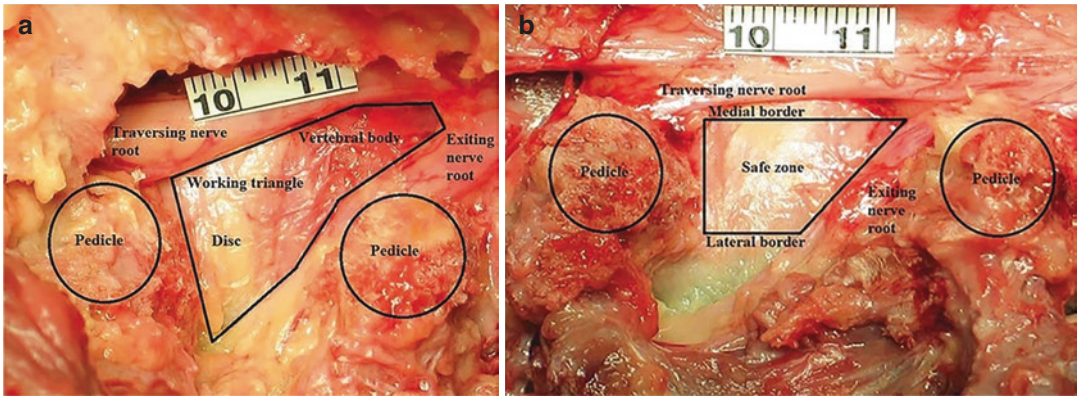 a
10 11
Traversing nerve
root
Vertebral body
Exiting
nerve
root
Working triangle
Pedicle
Disc
Pedicle
b
10 11
Traversing nerve root
Medial border
Pedicle
Safe zone
Pedicle
Exiting
nerve
root
Lateral border